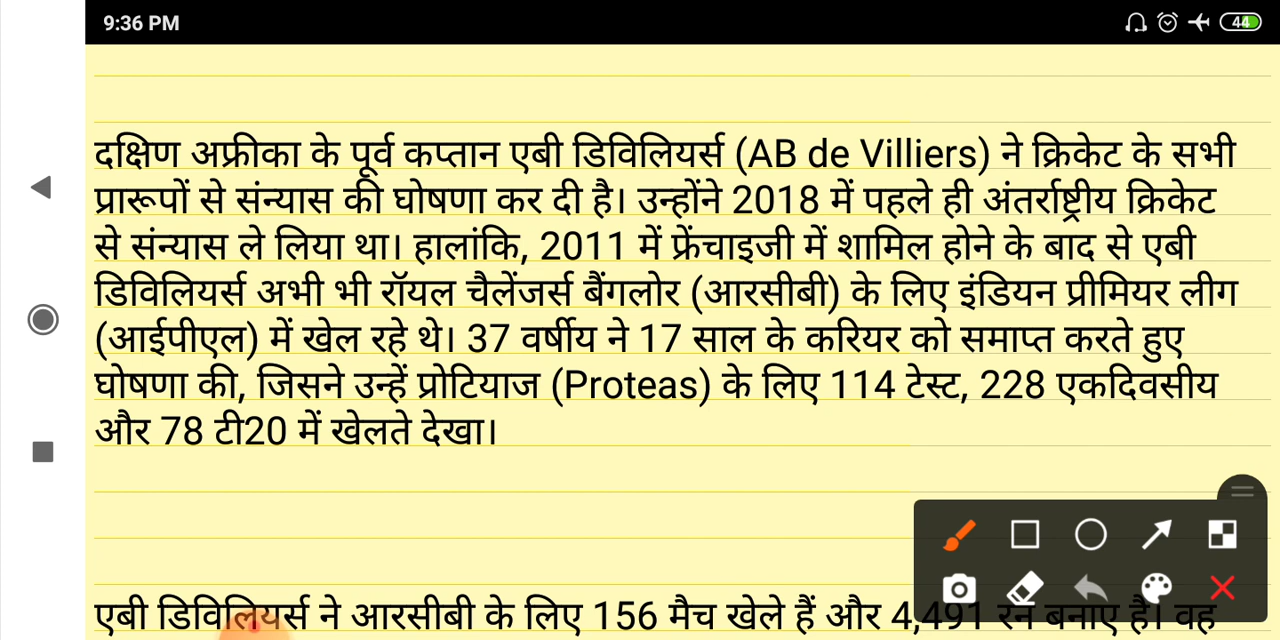 9:36 PM
44
दक्षिण अफ्रीका के पूर्व कप्तान एबी डिविलियर्स (AB de Villiers) ने क्रिकेट के सभी
प्रारूपों से संन्यास की घोषणा कर दी है। उन्होंने 2018 में पहले ही अंतर्राष्ट्रीय क्रिकेट
से संन्यास ले लिया था। हालांकि, 2011 में फ्रेंचाइजी में शामिल होने के बाद से एबी
डिविलियर्स अभी भी रॉयल चैलेंजर्स बैंगलोर (आरसीबी) के लिए इंडियन प्रीमियर लीग
(आईपीएल) में खेल रहे थे। 37 वर्षीय ने 17 साल के करियर को समाप्त करते हुए
घोषणा की, जिसने उन्हें प्रोटियाज (Proteas) के लिए 114 टेस्ट, 228 एकदिवसीय
और 78 टी20 में खेलते देखा।
एबी डिविलियर्स ने आरसीबी के लिए 156 मैच खेले हैं और 4,491 रन बनाए है। वह